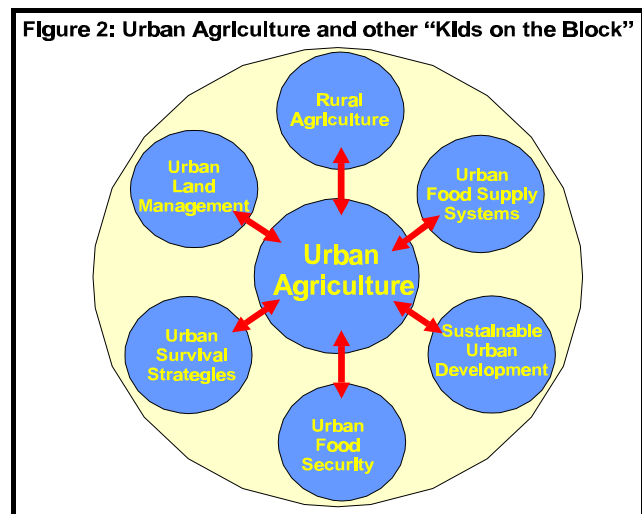 Figure 2: Urban Agriculture and other “Kids on the Block”
Rural
Agriculture
Urban
Land
Management
Urban
Food Supply
Systems
Urban
Agriculture
Urban
Survival
Strategies
Sustainable
Urban
Development
Urban
Food
Security